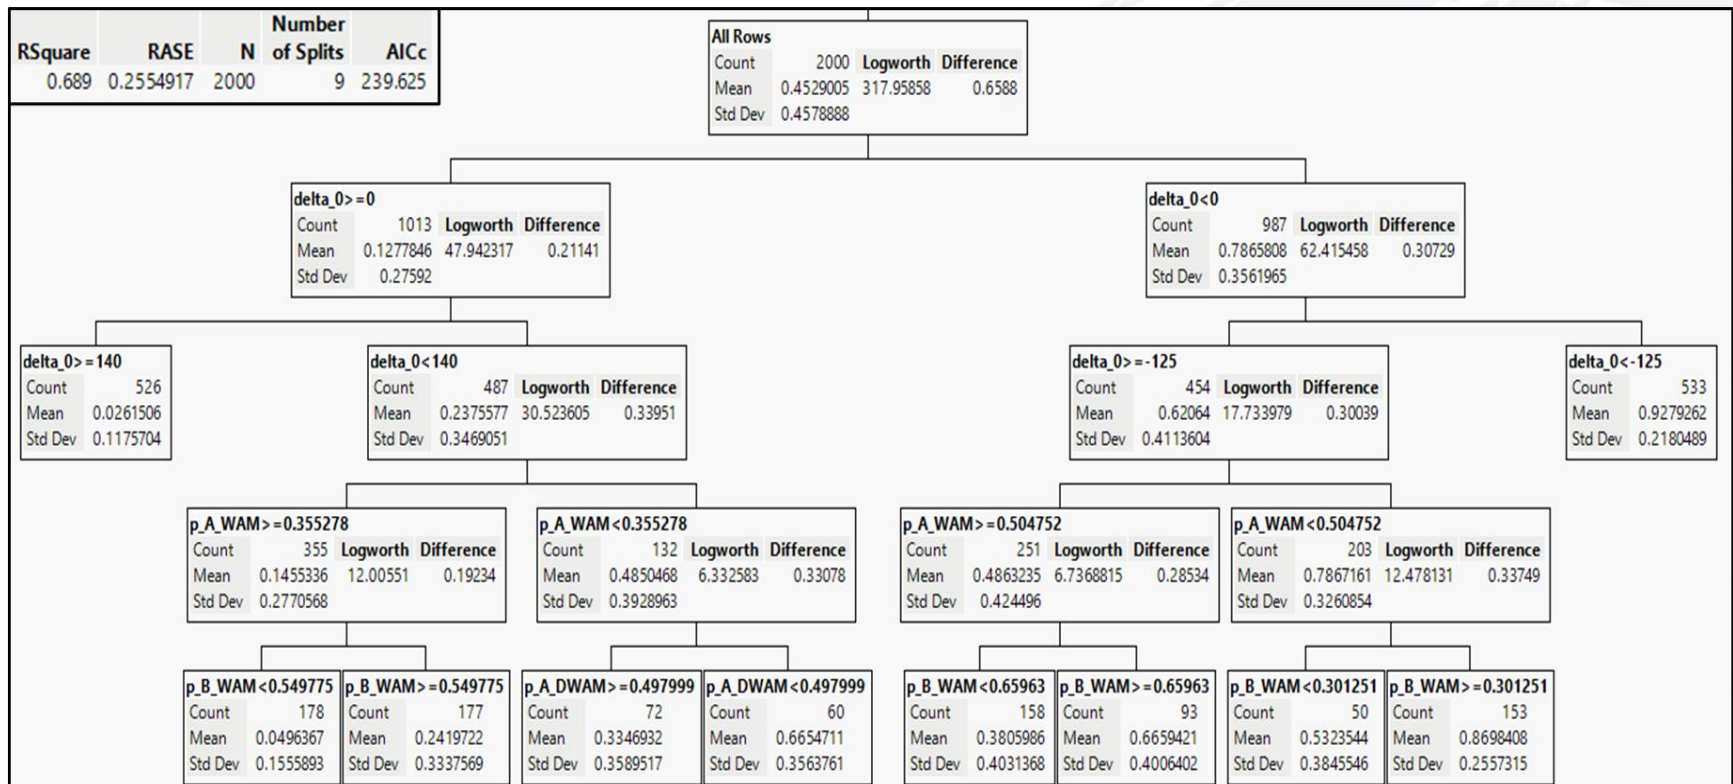 Number
RSquare RASE N of Splits AICc
0.689 0.2554917 2000 9 239.625
All Rows
Count 2000 Logworth Difference
Mean 0.4529005 317.95858 0.6588
Std Dev 0.4578888
delta_0>=0
Count 1013 Logworth Difference
Mean 0.1277846 47.942317 0.21141
Std Dev 0.27592
delta_0<0
Count 987 Logworth Difference
Mean 0.7865808 62.415458 0.30729
Std Dev 0.3561965
delta_0>=140
Count 526
Mean 0.0261506
Std Dev 0.1175704
delta_0<140
Count 487 Logworth Difference
Mean 0.2375577 30.523605 0.33951
Std Dev 0.3469051
delta_0>=-125
Count 454 Logworth Difference
Mean 0.62064 17.733979 0.30039
Std Dev 0.4113604
delta_0<-125
Count 533
Mean 0.9279262
Std Dev 0.2180489
p_A_WAM>=0.355278
Count 355 Logworth Difference
Mean 0.1455336 12.00551 0.19234
Std Dev 0.2770568
p_A_WAM<0.355278
Count 132 Logworth Difference
Mean 0.4850468 6.332583 0.33078
Std Dev 0.3928963
p_A_WAM>=0.504752
Count 251 Logworth Difference
Mean 0.4863235 6.7368815 0.28534
Std Dev 0.424496
p_A_WAM<0.504752
Count 203 Logworth Difference
Mean 0.7867161 12.478131 0.33749
Std Dev 0.3260854
p_B_WAM<0.549775
Count 178
Mean 0.0496367
Std Dev 0.1555893
p_B_WAM>=0.549775
Count 177
Mean 0.2419722
Std Dev 0.3337569
p_A_DWAM>=0.497999
Count 72
Mean 0.3346932
Std Dev 0.3589517
p_A_DWAM<0.497999
Count 60
Mean 0.6654711
Std Dev 0.3563761
p_B_WAM<0.65963
Count 158
Mean 0.3805986
Std Dev 0.4031368
p_B_WAM>=0.65963
Count 93
Mean 0.6659421
Std Dev 0.4006402
p_B_WAM<0.301251
Count 50
Mean 0.5323544
Std Dev 0.3845546
p_B_WAM>=0.301251
Count 153
Mean 0.8698408
Std Dev 0.2557315